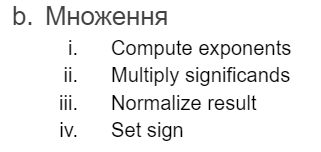 b. Множення
i. Compute exponents
ii. Multiply significands
iii. Normalize result
iv. Set sign